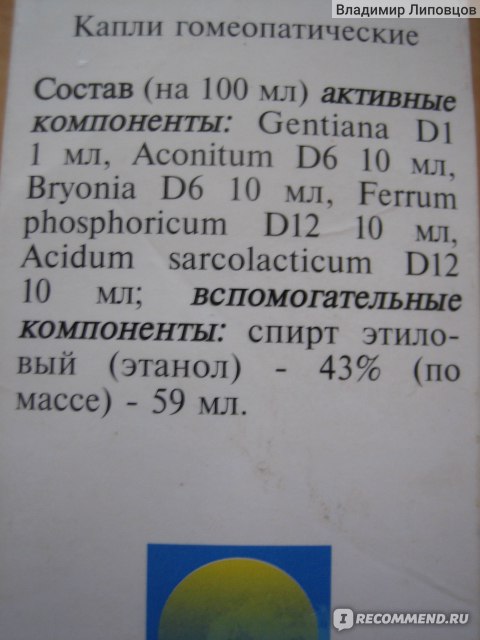 Владимир Липовцов
Капли гомеопатические
Состав (на 100 мл) активные
компоненты: Gentiana D1
1 мл, Aconitum D6 10 мл,
Bryonia D6 10 мл, Ferrum
phosphoricum D12 10 мл,
Acidum sarcolacticum D12
10 мл; вспомогательные
компоненты: спирт этило-
вый (этанол) - 43% (по
массе) - 59 мл.
IRECOMMEND.RU